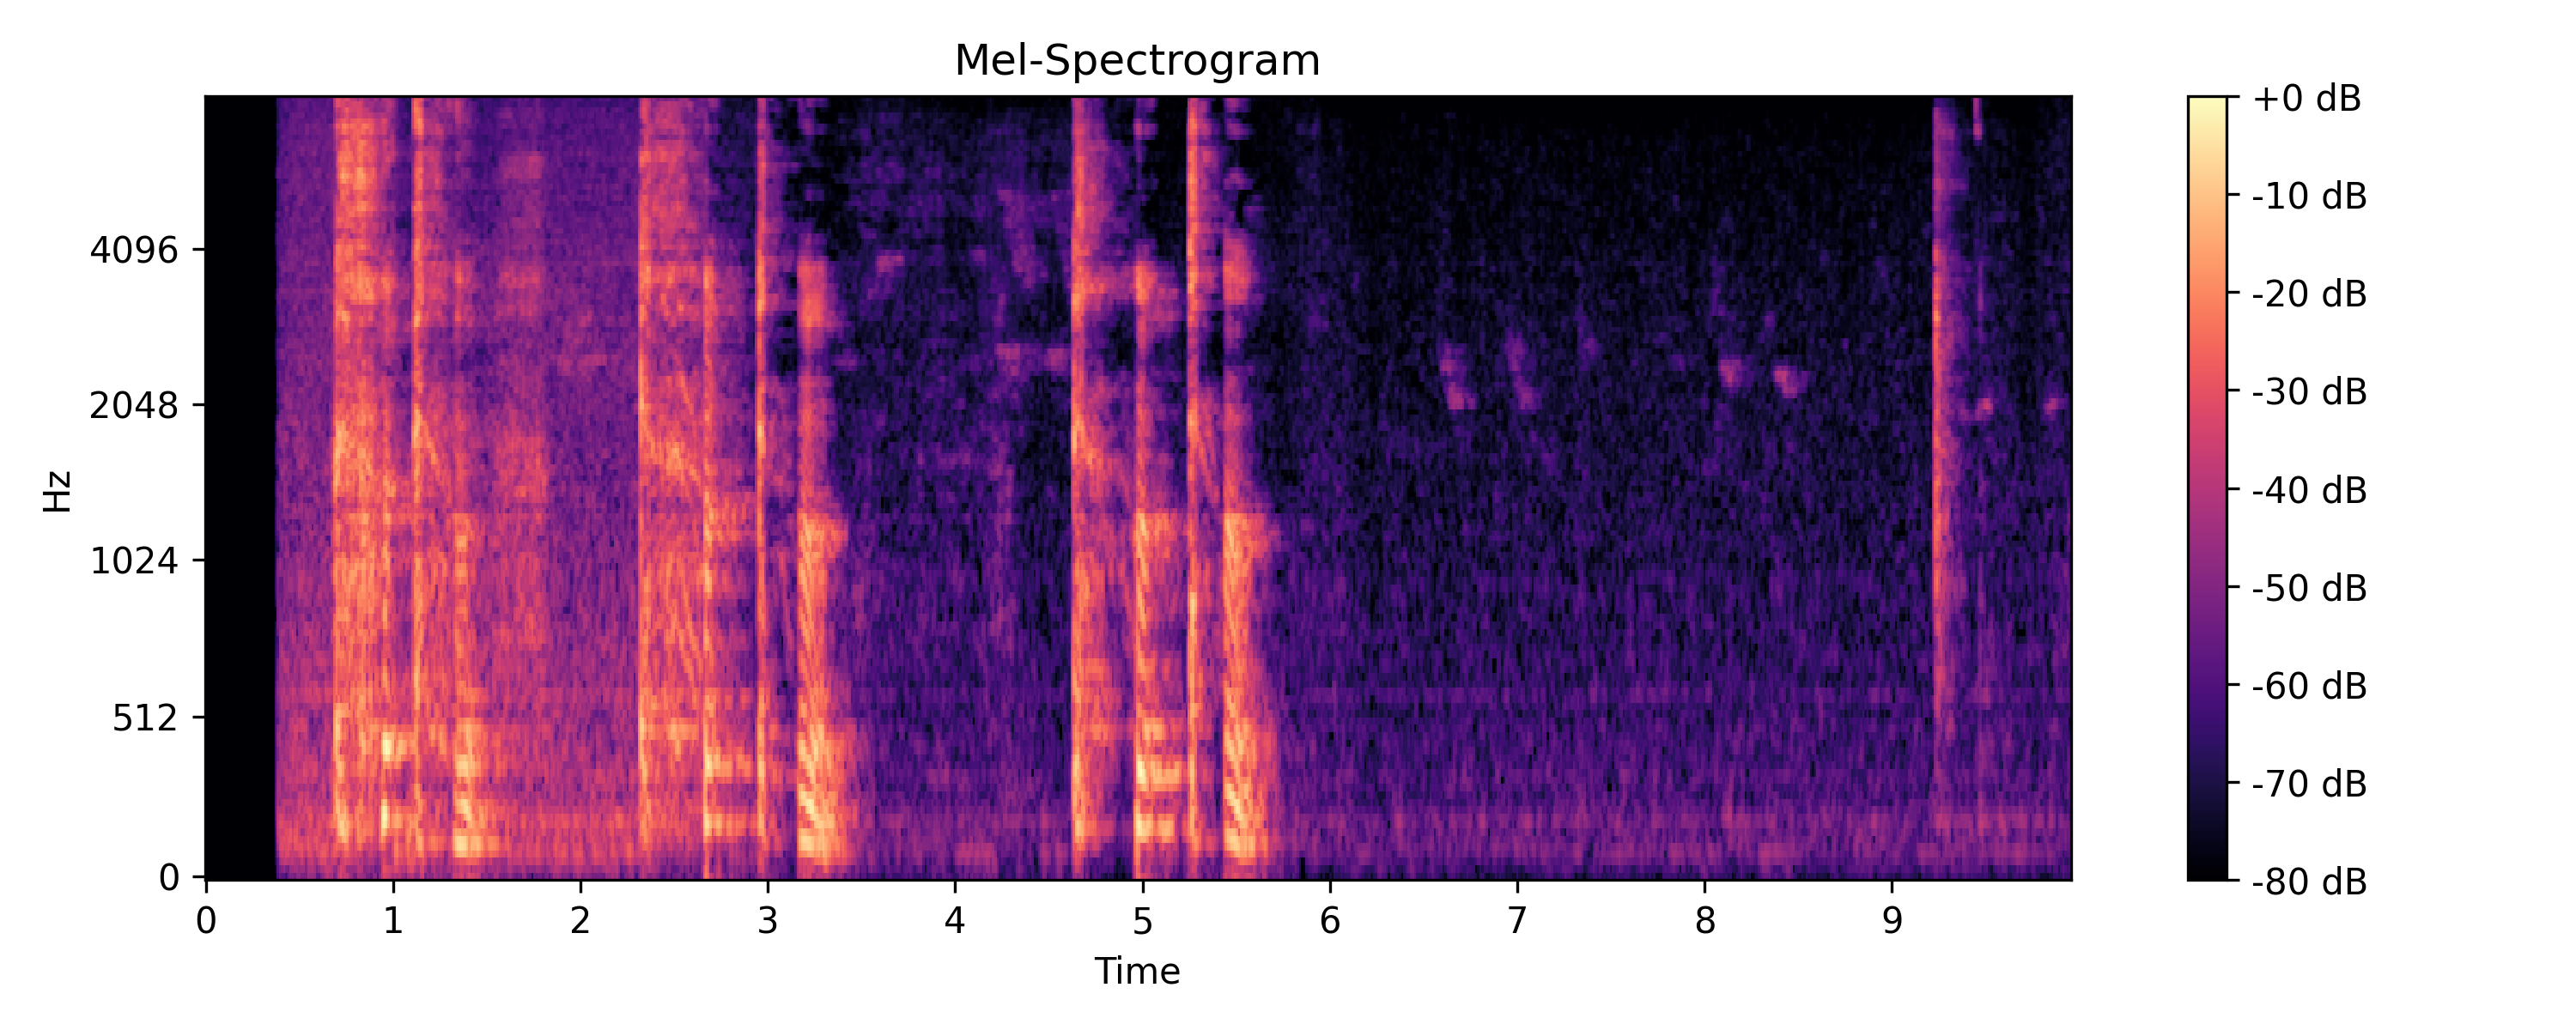 Mel-Spectrogram
+0 dB
-10 dB
-20 dB
-30 dB
-40 dB
-50 dB
-60 dB
-70 dB
-80 dB
Hz
4096
2048
1024
512
0
0 1 2 3 4 5 6 7 8 9
Time